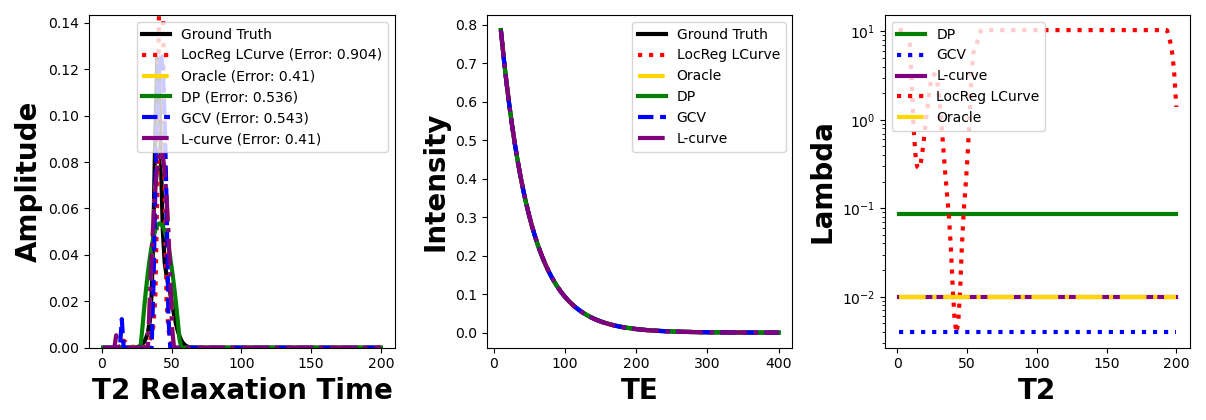 Amplitude
0.14
0.12
0.10
0.08
0.06
0.04
0.02
0.00
0
50
100
150
200
T2 Relaxation Time
Ground Truth
LocReg LCurve (Error: 0.904)
Oracle (Error: 0.41)
DP (Error: 0.536)
GCV (Error: 0.543)
L-curve (Error: 0.41)
Intensity
0.8
0.7
0.6
0.5
0.4
0.3
0.2
0.1
0.0
0
100
200
300
400
TE
Ground Truth
LocReg LCurve
Oracle
DP
GCV
L-curve
Lambda
10¹
10⁰
10⁻¹
10⁻²
0
50
100
150
200
T2
DP
GCV
L-curve
LocReg LCurve
Oracle